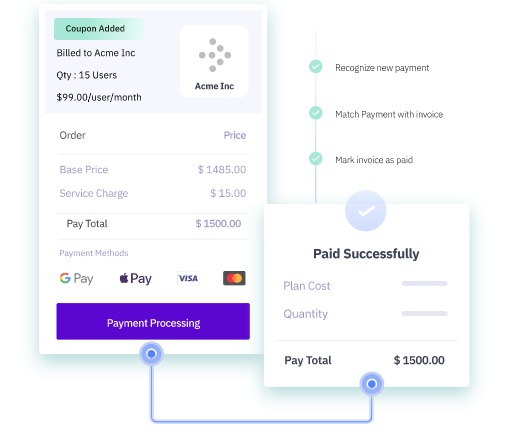 Coupon Added
Billed to Acme Inc
Qty : 15 Users
$99.00/user/month
Acme Inc
Order Price
Base Price $ 1485.00
Service Charge $ 15.00
Pay Total $ 1500.00
Payment Methods
G Pay Pay VISA
Payment Processing
Recognize new payment
Match Payment with invoice
Mark invoice as paid
Paid Successfully
Plan Cost
Quantity
Pay Total $ 1500.00